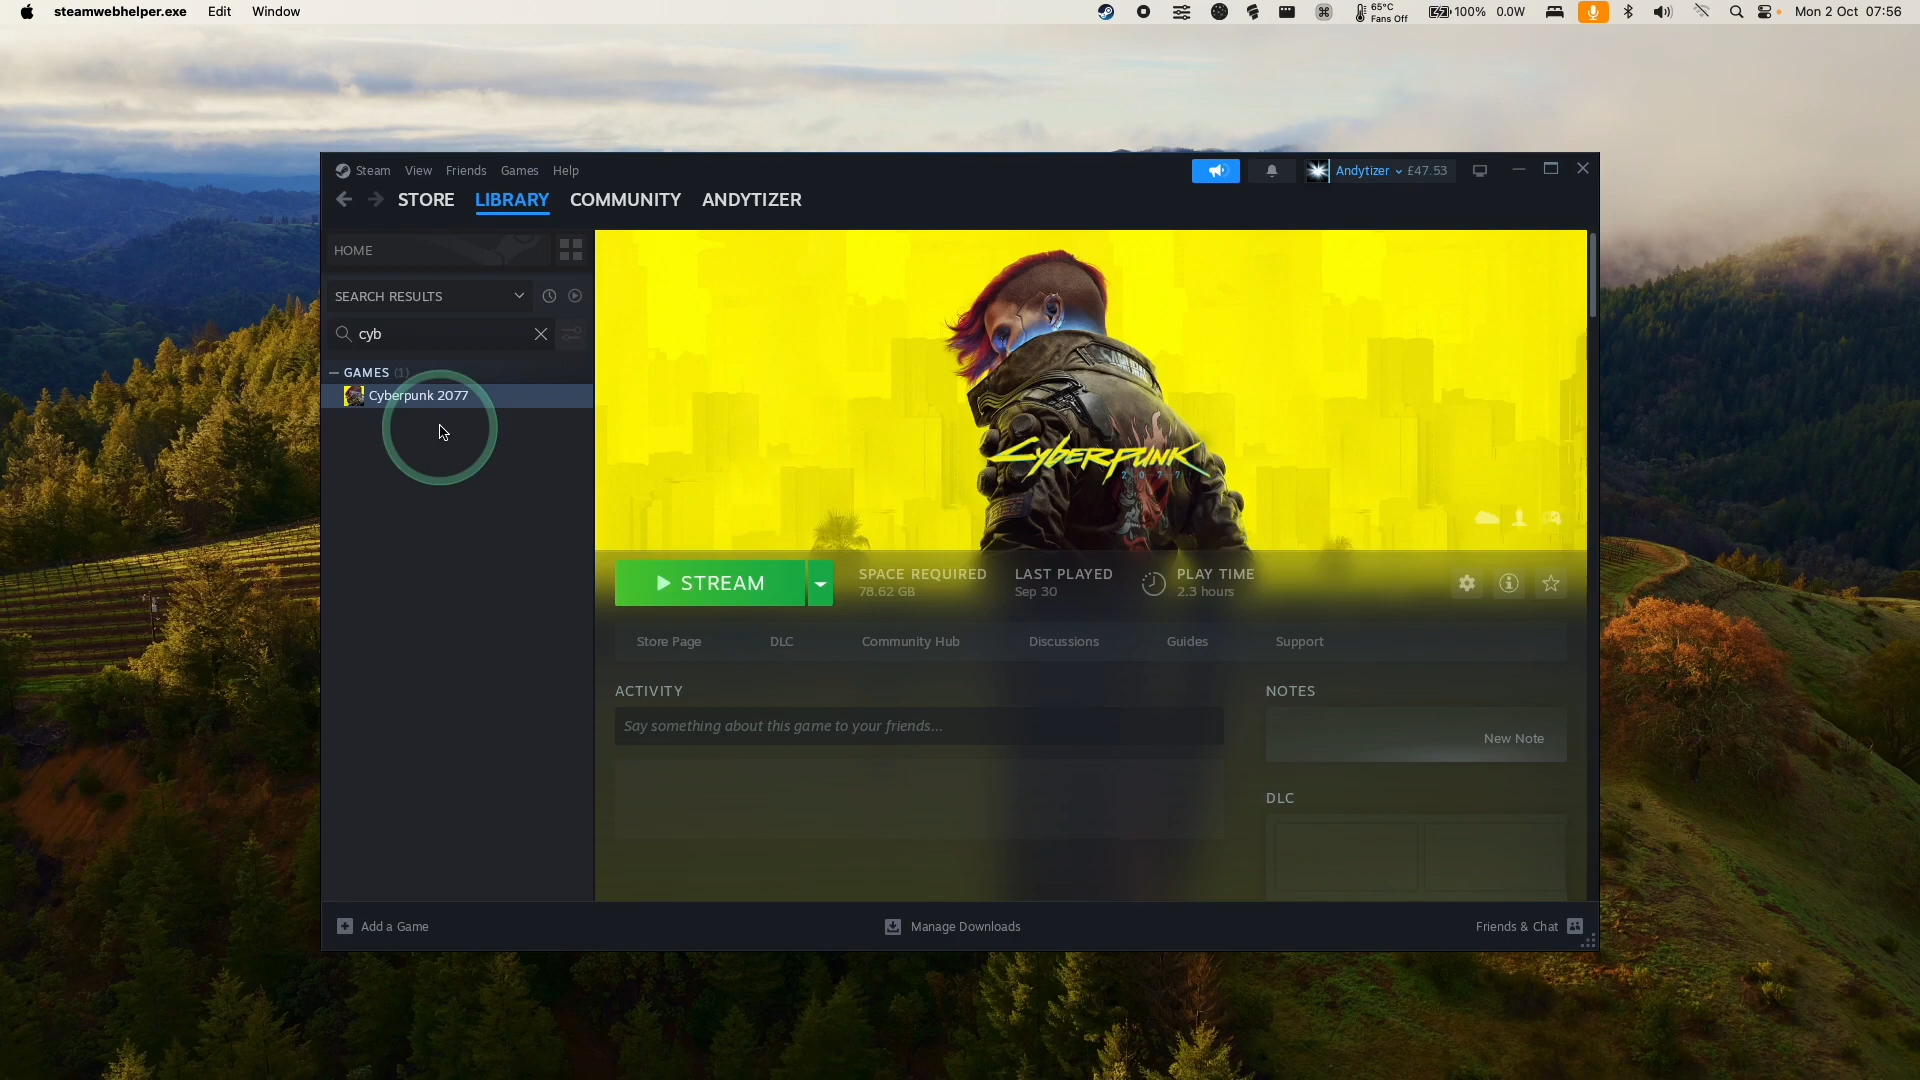 steamwebhelper.exe Edit Window
65°C
Fans Off
100% 0.0W
Mon 2 Oct 07:56
Steam View Friends Games Help
Andytizer £47.53
STORE LIBRARY COMMUNITY ANDYTIZER
HOME
SEARCH RESULTS
cyb
GAMES (1)
Cyberpunk 2077
SAMURAI
Cyberpunk
2077
STREAM
SPACE REQUIRED
78.62 GB
LAST PLAYED
Sep 30
PLAY TIME
2.3 hours
Store Page DLC Community Hub Discussions Guides Support
ACTIVITY
Say something about this game to your friends...
NOTES
New Note
DLC
Add a Game
Manage Downloads
Friends & Chat